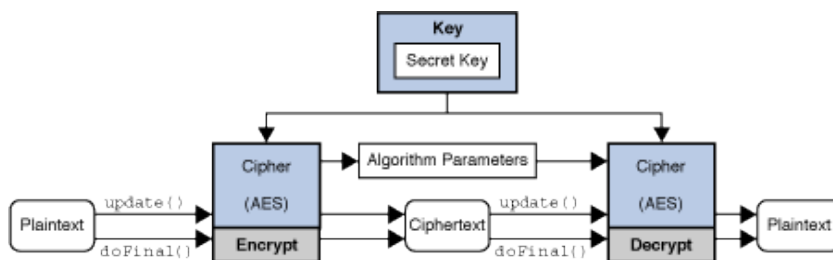 Key
Secret Key
Cipher
(AES)
Encrypt
Algorithm Parameters
Cipher
(AES)
Decrypt
Plaintext
update()
doFinal()
Ciphertext
update()
doFinal()
Plaintext